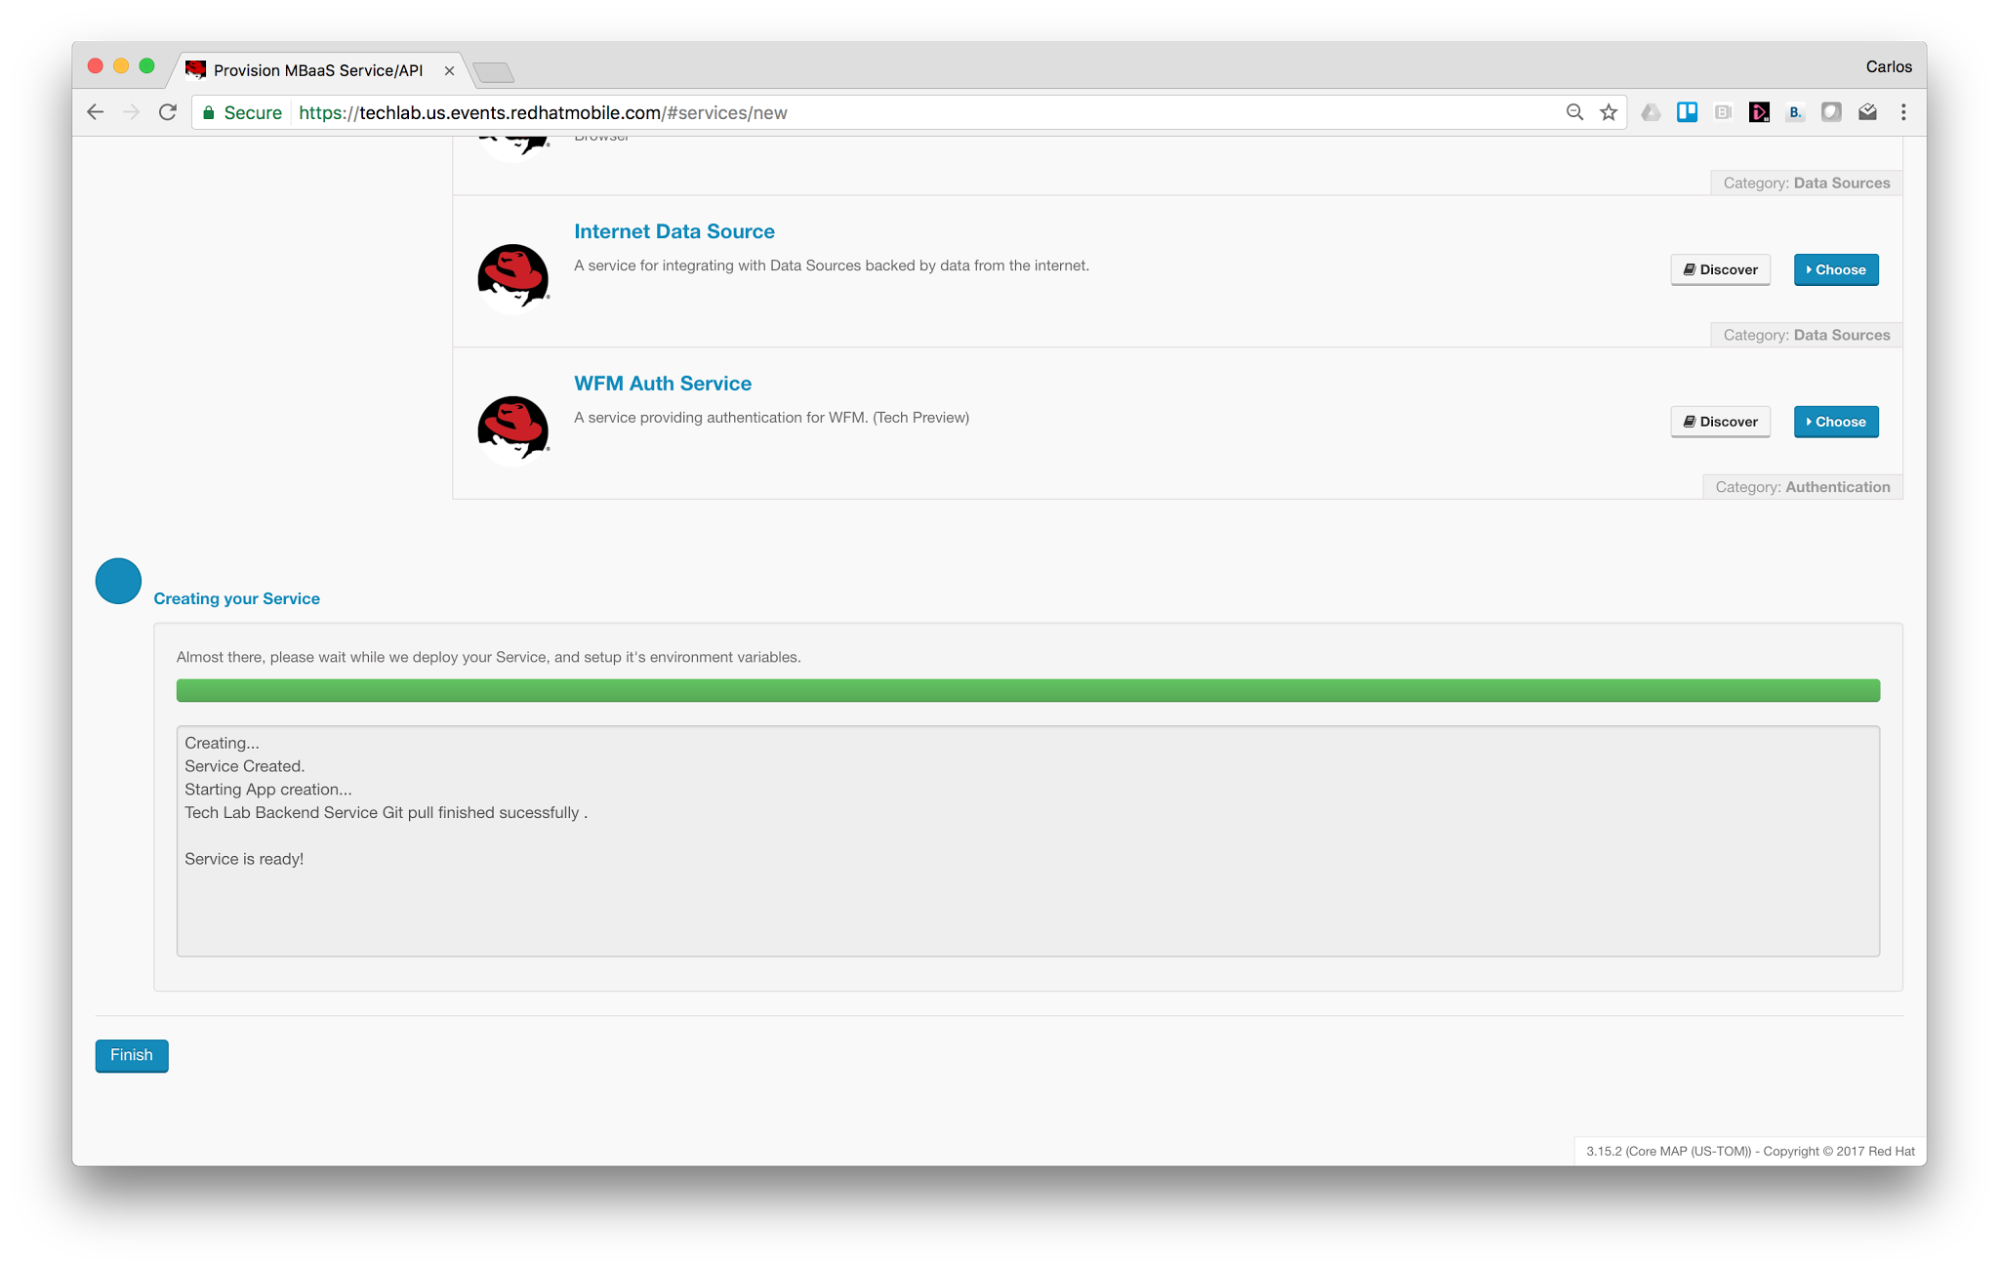 Provision MBaaS Service/API
Carlos
Secure https://techlab.us.events.redhatmobile.com/#services/new
Browser
Category: Data Sources
Internet Data Source
A service for integrating with Data Sources backed by data from the internet.
Discover
Choose
Category: Data Sources
WFM Auth Service
A service providing authentication for WFM. (Tech Preview)
Discover
Choose
Category: Authentication
Creating your Service
Almost there, please wait while we deploy your Service, and setup it's environment variables.
Creating...
Service Created.
Starting App creation...
Tech Lab Backend Service Git pull finished sucessfully .
Service is ready!
Finish
3.15.2 (Core MAP (US-TOM)) - Copyright © 2017 Red Hat